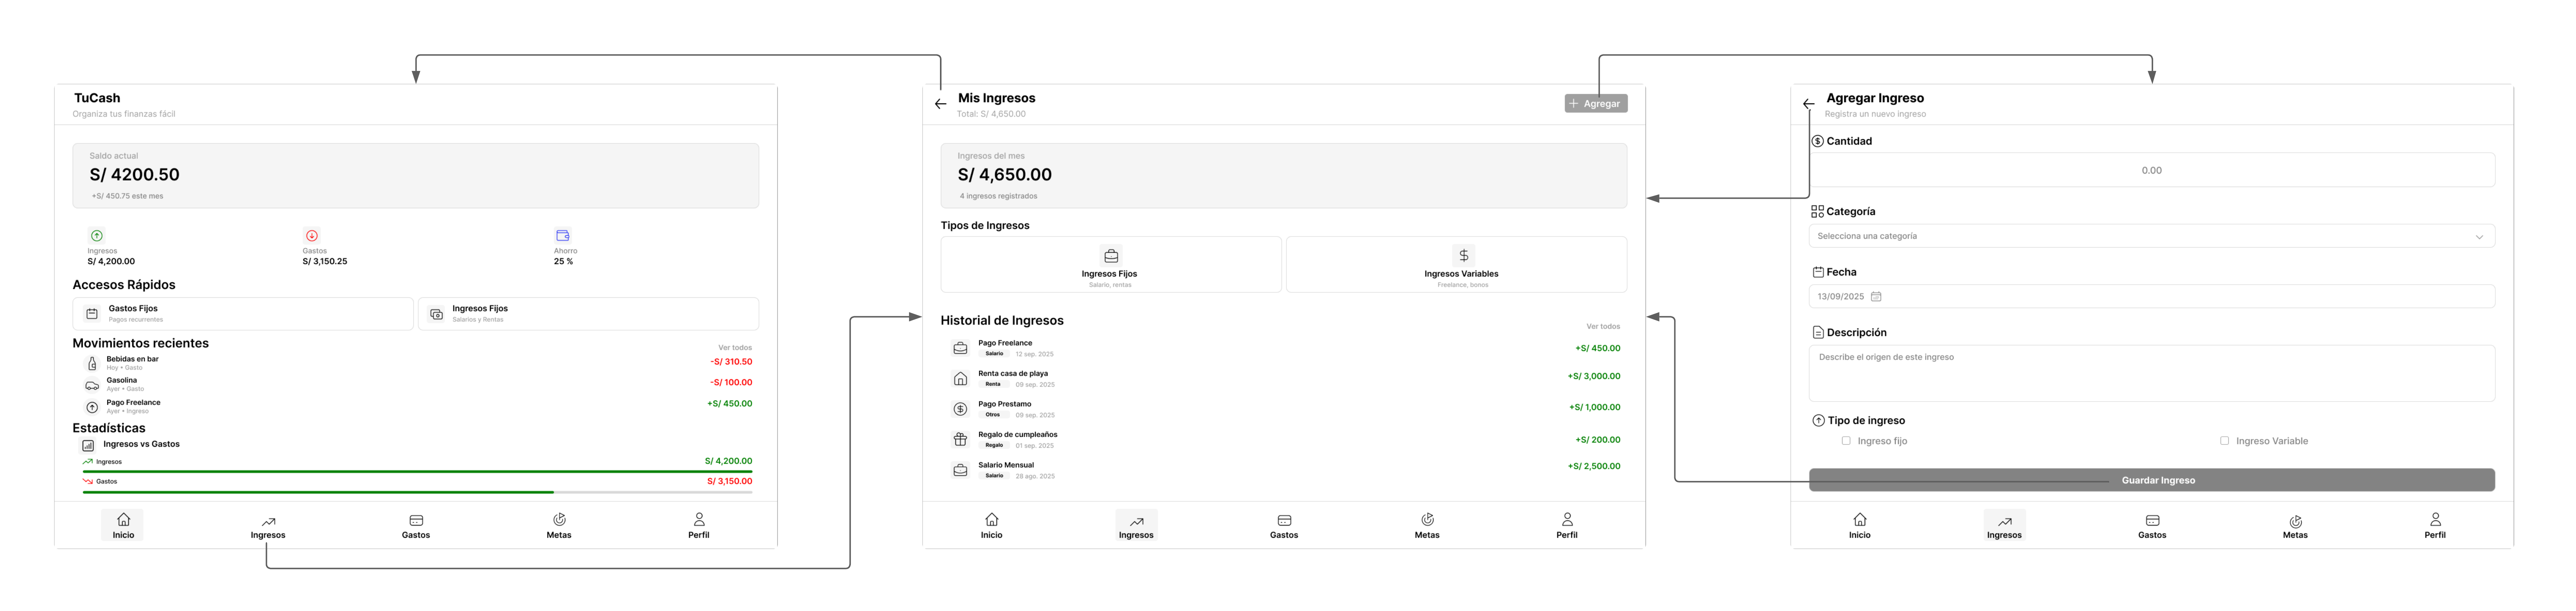 TuCash
Organiza tus finanzas fácil
Saldo actual
S/ 4200.50
+S/ 450.75 este mes
Ingresos
S/ 4,200.00
Gastos
S/ 3,150.25
Ahorro
25 %
Accesos Rápidos
Gastos Fijos
Pagos recurrentes
Ingresos Fijos
Salarios y Rentas
Movimientos recientes
Ver todos
Bebidas en bar
Hoy • Gasto
-S/ 310.50
Gasolina
Ayer • Gasto
-S/ 100.00
Pago Freelance
Ayer • Ingreso
+S/ 450.00
Estadísticas
Ingresos vs Gastos
Ingresos
S/ 4,200.00
Gastos
S/ 3,150.00
Inicio
Ingresos
Gastos
Metas
Perfil
Mis Ingresos
Total: S/ 4,650.00
+ Agregar
Ingresos del mes
S/ 4,650.00
4 ingresos registrados
Tipos de Ingresos
Ingresos Fijos
Salario, rentas
Ingresos Variables
Freelance, bonos
Historial de Ingresos
Ver todos
Pago Freelance
Salario 12 sep. 2025
+S/ 450.00
Renta casa de playa
Renta 09 sep. 2025
+S/ 3,000.00
Pago Prestamo
Otros 09 sep. 2025
+S/ 1,000.00
Regalo de cumpleaños
Regalo 01 sep. 2025
+S/ 200.00
Salario Mensual
Salario 28 ago. 2025
+S/ 2,500.00
Inicio
Ingresos
Gastos
Metas
Perfil
Agregar Ingreso
Registra un nuevo ingreso
Cantidad
0.00
Categoría
Selecciona una categoría
Fecha
13/09/2025
Descripción
Describe el origen de este ingreso
Tipo de ingreso
Ingreso fijo
Ingreso Variable
Guardar Ingreso
Inicio
Ingresos
Gastos
Metas
Perfil